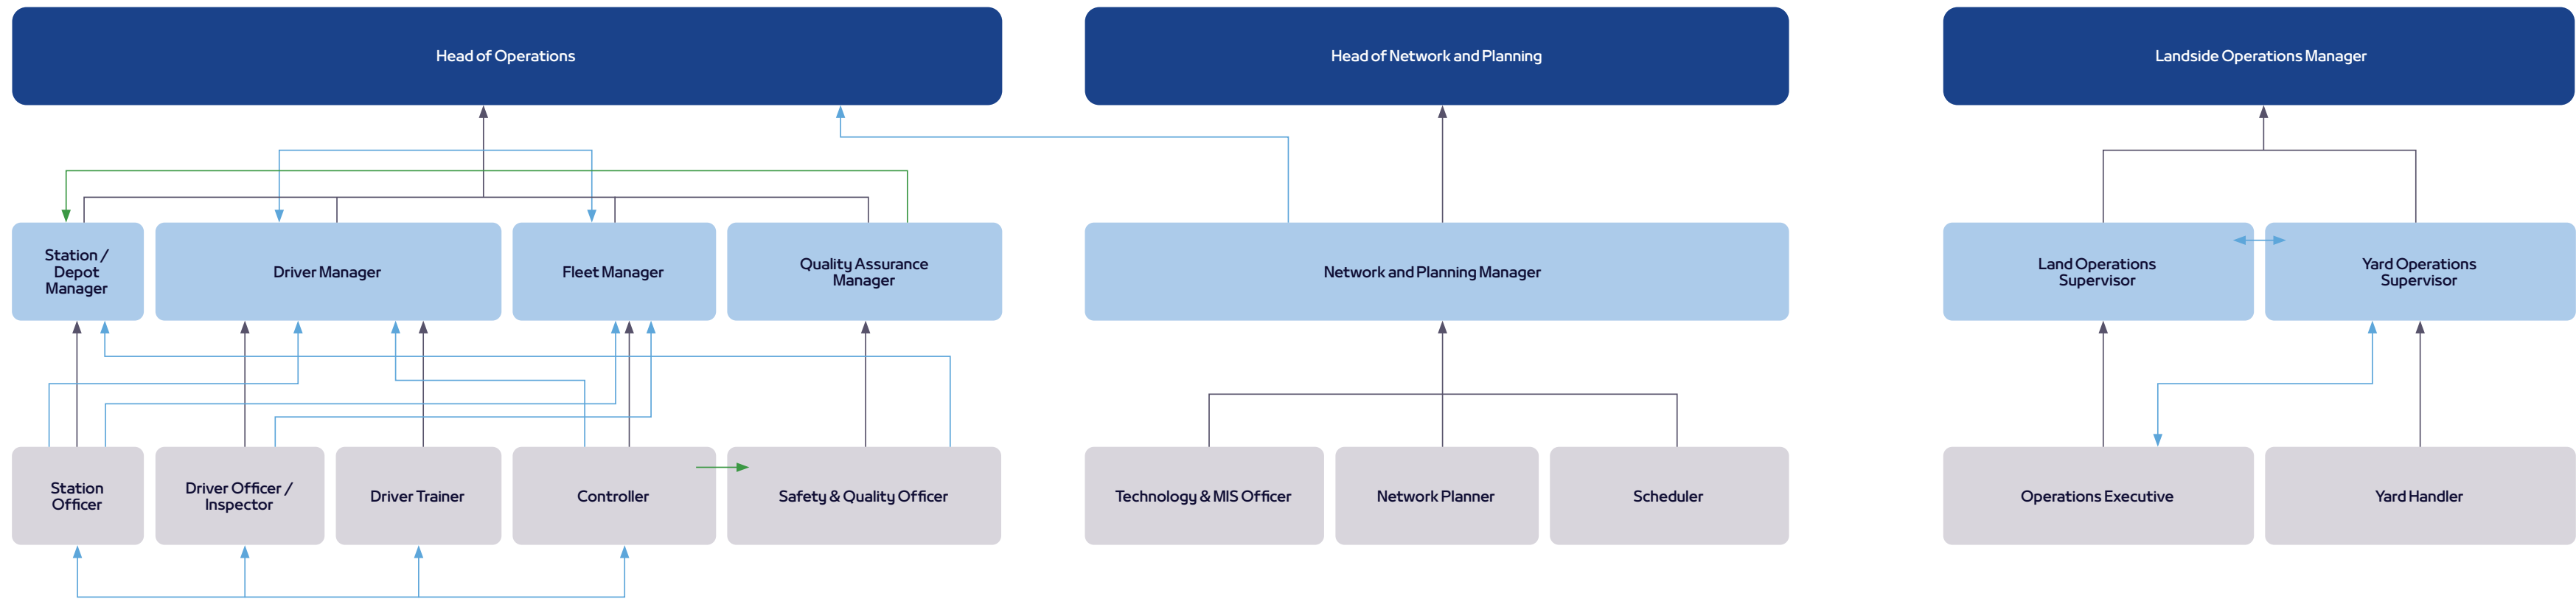 Head of Operations
Head of Network and Planning
Landside Operations Manager
Station /
Depot
Manager
Driver Manager
Fleet Manager
Quality Assurance
Manager
Network and Planning Manager
Land Operations
Supervisor
Yard Operations
Supervisor
Station
Officer
Driver Officer /
Inspector
Driver Trainer
Controller
Safety & Quality Officer
Technology & MIS Officer
Network Planner
Scheduler
Operations Executive
Yard Handler